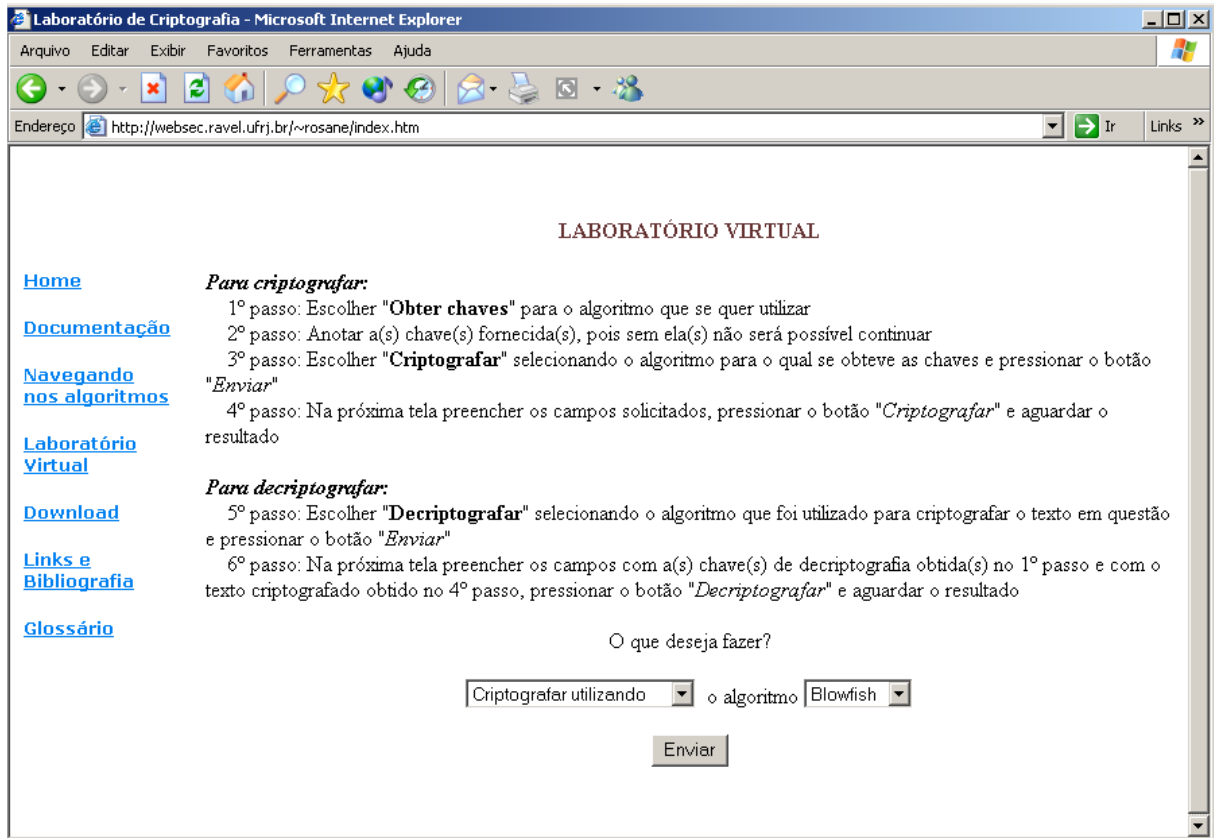 Laboratório de Criptografia - Microsoft Internet Explorer
Arquivo Editar Exibir Favoritos Ferramentas Ajuda
Endereço http://websec.ravel.ufrj.br/~rosane/index.htm Ir Links »
LABORATÓRIO VIRTUAL
Home
Documentação
Navegando
nos algoritmos
Laboratório
Virtual
Download
Links e
Bibliografia
Glossário
Para criptografar:
1º passo: Escolher "Obter chaves" para o algoritmo que se quer utilizar
2º passo: Anotar a(s) chave(s) fornecida(s), pois sem ela(s) não será possível continuar
3º passo: Escolher "Criptografar" selecionando o algoritmo para o qual se obteve as chaves e pressionar o botão
"Enviar"
4º passo: Na próxima tela preencher os campos solicitados, pressionar o botão "Criptografar" e aguardar o
resultado
Para decriptografar:
5º passo: Escolher "Decriptografar" selecionando o algoritmo que foi utilizado para criptografar o texto em questão
e pressionar o botão "Enviar"
6º passo: Na próxima tela preencher os campos com a(s) chave(s) de decriptografia obtida(s) no 1º passo e com o
texto criptografado obtido no 4º passo, pressionar o botão "Decriptografar" e aguardar o resultado
O que deseja fazer?
Criptografar utilizando o algoritmo Blowfish
Enviar